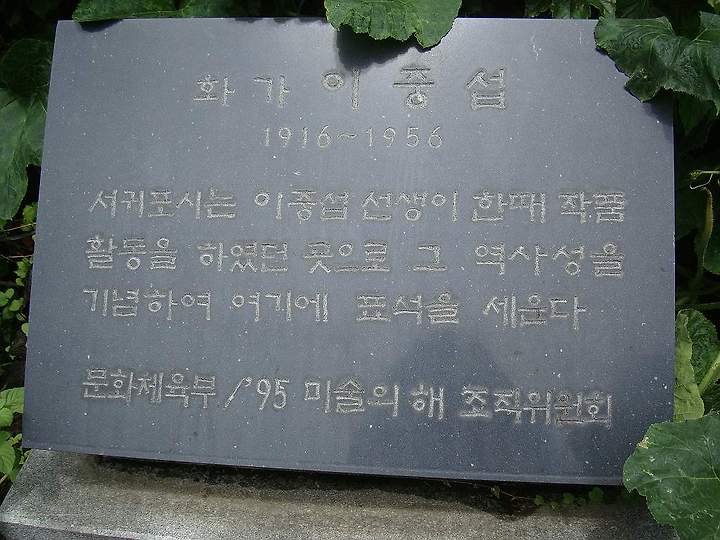 화가 이중섭
1916~1956
서귀포시는 이중섭 선생이 한때 작품
활동을 하였던 곳으로 그 역사성을
기념하여 여기에 표석을 세운다
문화체육부 / '95 미술의 해 조직위원회